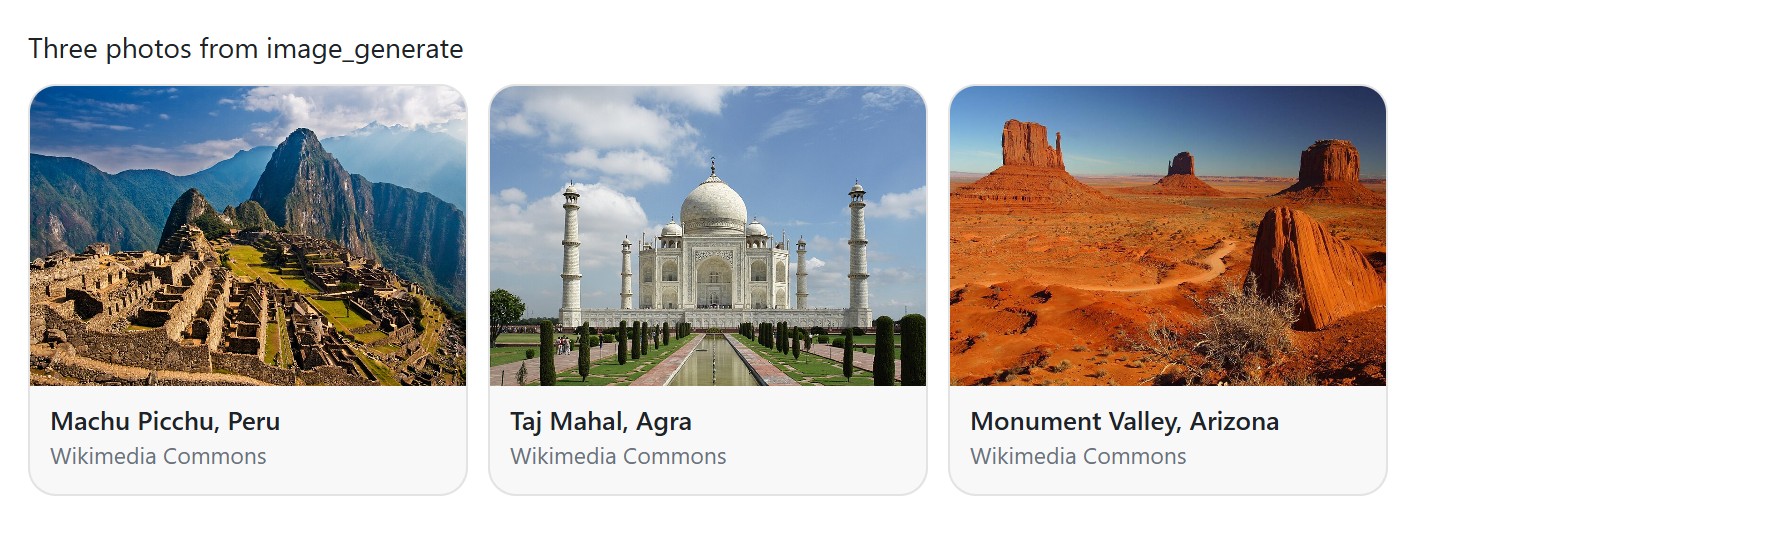 Three photos from image_generate
Machu Picchu, Peru
Wikimedia Commons
Taj Mahal, Agra
Wikimedia Commons
Monument Valley, Arizona
Wikimedia Commons